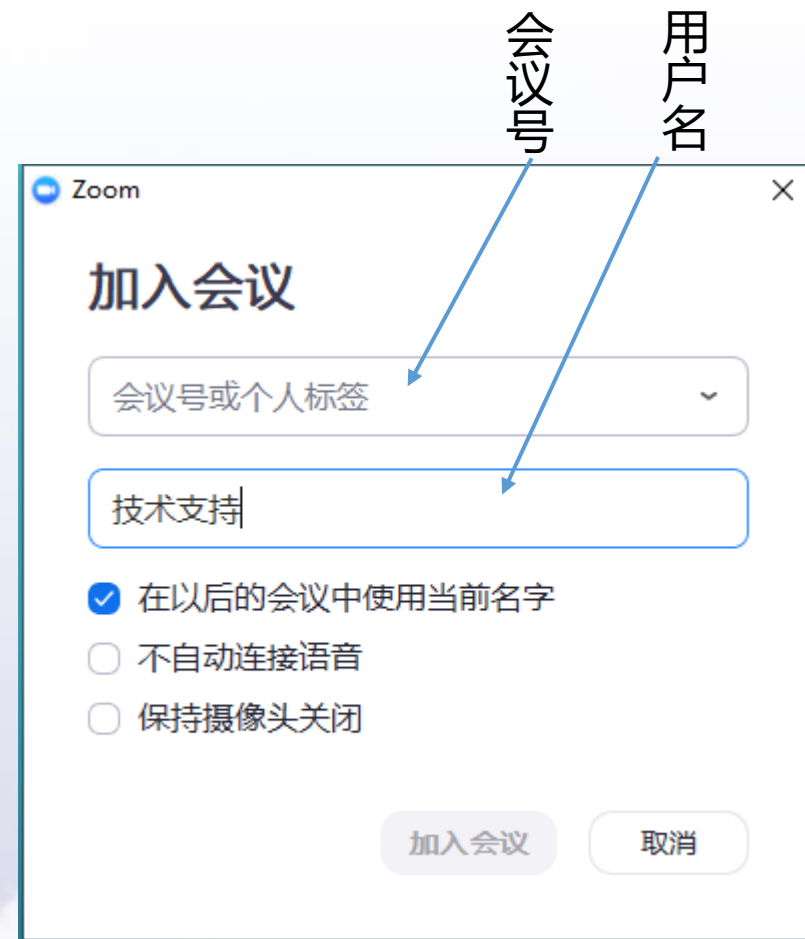 会议号
用户名
Zoom
加入会议
会议号或个人标签
技术支持
在以后的会议中使用当前名字
不自动连接语音
保持摄像头关闭
加入会议
取消